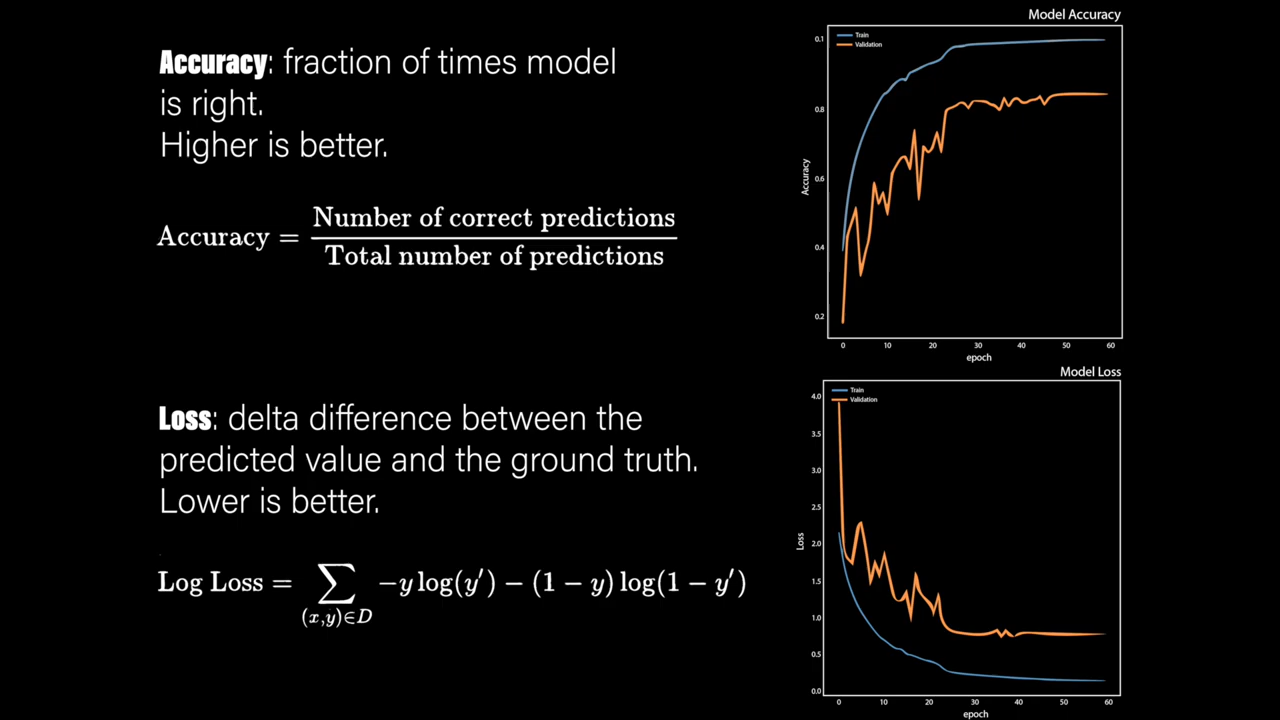 Accuracy: fraction of times model
is right.
Higher is better.
Accuracy = Number of correct predictions / Total number of predictions
Loss: delta difference between the
predicted value and the ground truth.
Lower is better.
Log Loss = ∑ (x,y)∈D −y log(y′) − (1 − y) log(1 − y′)
Model Accuracy
Train
Validation
0.1
0.8
0.6
0.4
0.2
Accuracy
0 10 20 30 40 50 60
epoch
Model Loss
Train
Validation
4.0
3.5
3.0
2.5
2.0
1.5
1.0
0.5
0.0
Loss
0 10 20 30 40 50 60
epoch